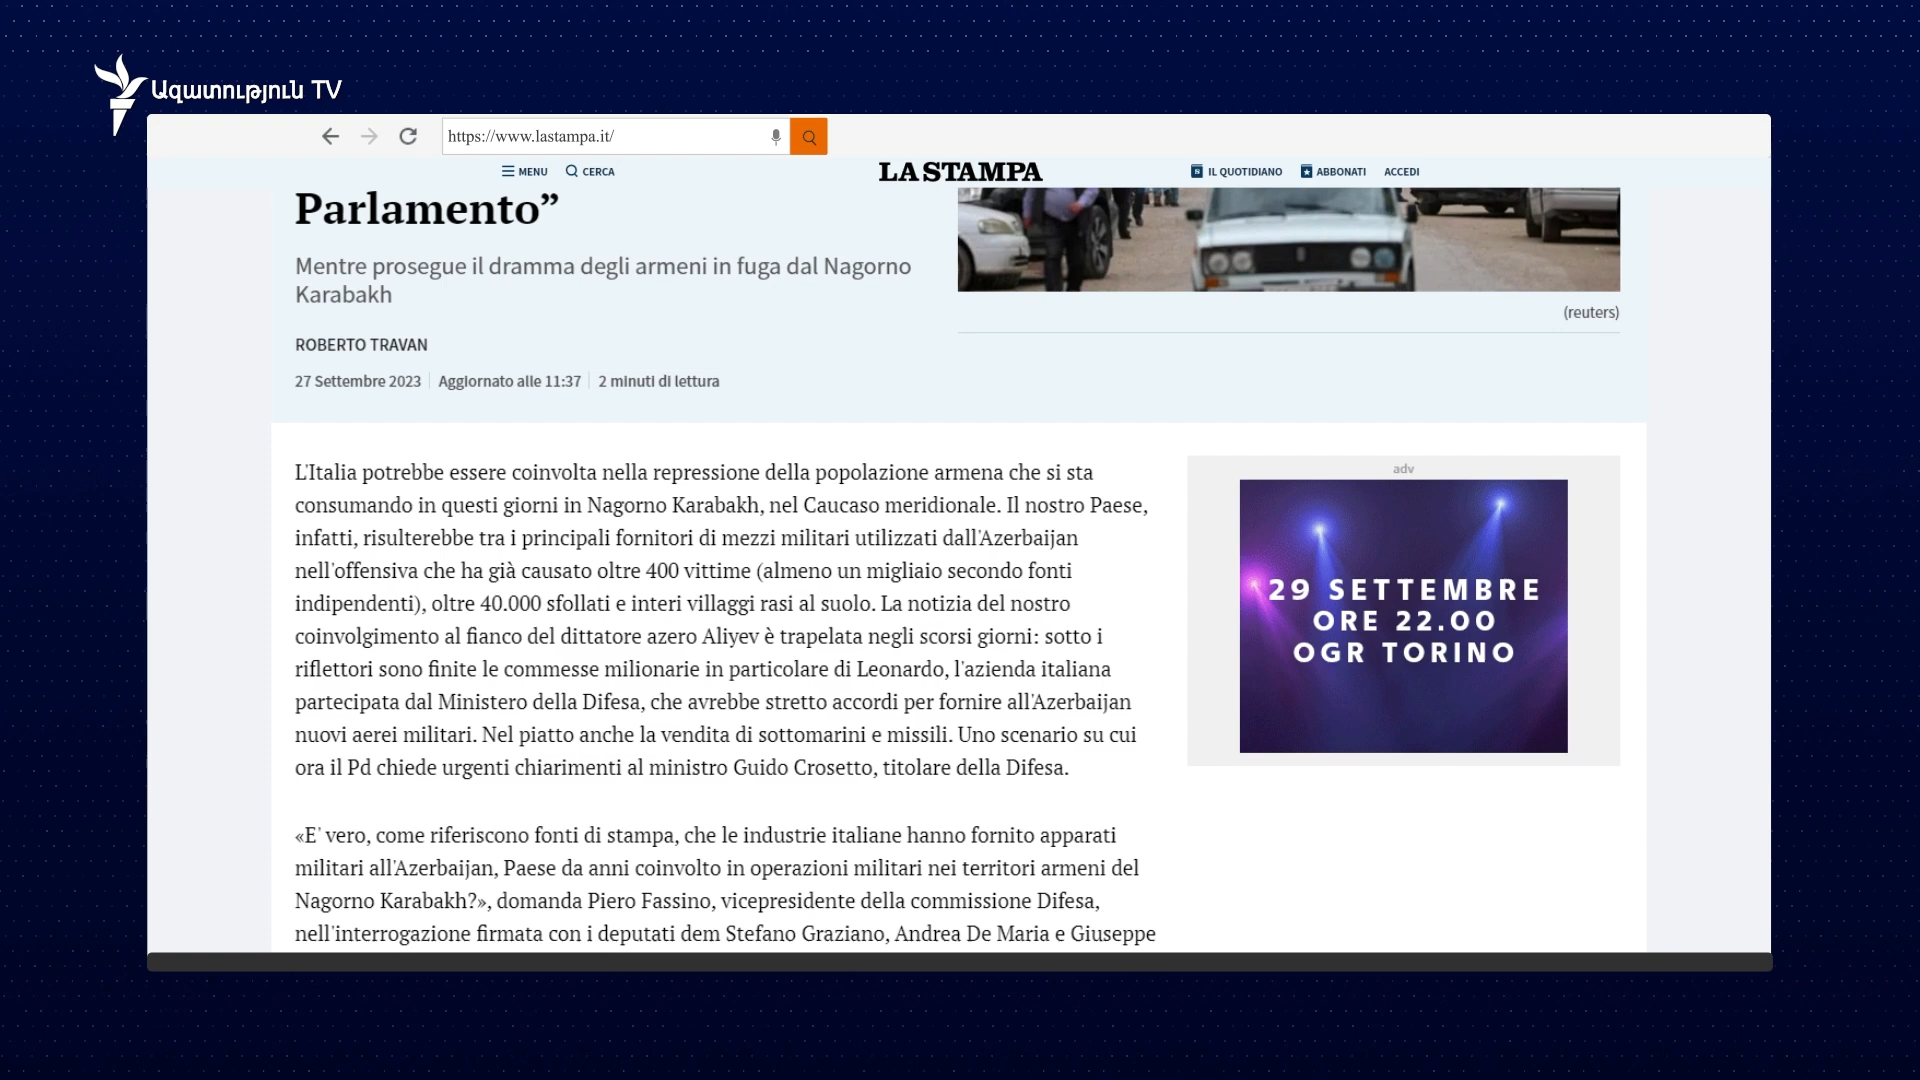 Ազատություն TV
https://www.lastampa.it/
MENU
CERCA
LA STAMPA
IL QUOTIDIANO
ABBONATI
ACCEDI
Parlamento”
Mentre prosegue il dramma degli armeni in fuga dal Nagorno
Karabakh
(reuters)
ROBERTO TRAVAN
27 Settembre 2023 Aggiornato alle 11:37 2 minuti di lettura
L'Italia potrebbe essere coinvolta nella repressione della popolazione armena che si sta
consumando in questi giorni in Nagorno Karabakh, nel Caucaso meridionale. Il nostro Paese,
infatti, risulterebbe tra i principali fornitori di mezzi militari utilizzati dall'Azerbaijan
nell'offensiva che ha già causato oltre 400 vittime (almeno un migliaio secondo fonti
indipendenti), oltre 40.000 sfollati e interi villaggi rasi al suolo. La notizia del nostro
coinvolgimento al fianco del dittatore azero Aliyev è trapelata negli scorsi giorni: sotto i
riflettori sono finite le commesse milionarie in particolare di Leonardo, l'azienda italiana
partecipata dal Ministero della Difesa, che avrebbe stretto accordi per fornire all'Azerbaijan
nuovi aerei militari. Nel piatto anche la vendita di sottomarini e missili. Uno scenario su cui
ora il Pd chiede urgenti chiarimenti al ministro Guido Crosetto, titolare della Difesa.
«E' vero, come riferiscono fonti di stampa, che le industrie italiane hanno fornito apparati
militari all'Azerbaijan, Paese da anni coinvolto in operazioni militari nei territori armeni del
Nagorno Karabakh?», domanda Piero Fassino, vicepresidente della commissione Difesa,
nell'interrogazione firmata con i deputati dem Stefano Graziano, Andrea De Maria e Giuseppe
adv
29 SETTEMBRE
ORE 22.00
OGR TORINO